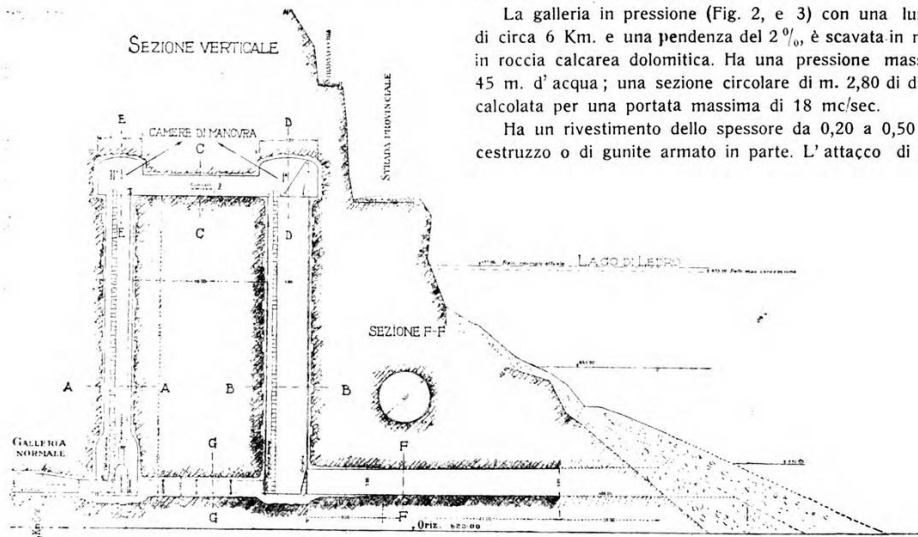 La galleria in pressione (Fig. 2, e 3) con una lu
di circa 6 Km. e una pendenza del 2 ‰, è scavata in
in roccia calcarea dolomitica. Ha una pressione mas
45 m. d'acqua; una sezione circolare di m. 2,80 di d
calcolata per una portata massima di 18 mc/sec.
Ha un rivestimento dello spessore da 0,20 a 0,50
cestruzzo o di gunite armato in parte. L'attacco di
SEZIONE VERTICALE
STRADA PROVINCIALE
E
D
CAMERE DI MANOVRA
C
C
E
D
LAGO DI LEDRO
SEZIONE F-F
A
A
B
B
GALLERIA
NORMALE
G
F
G
F
Oriz.